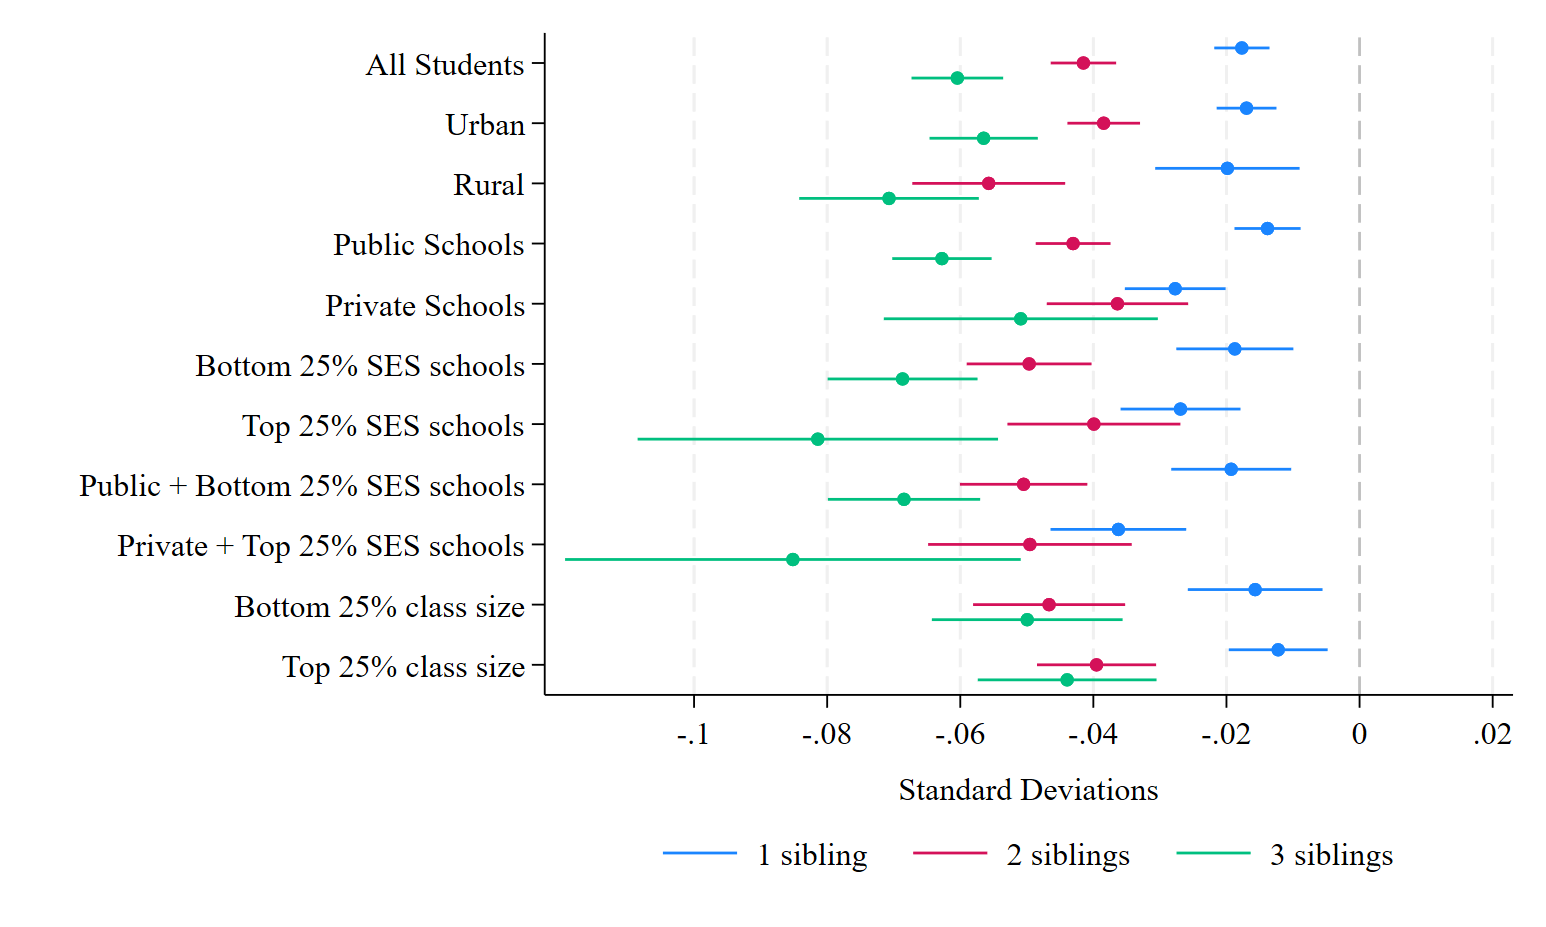 All Students
Urban
Rural
Public Schools
Private Schools
Bottom 25% SES schools
Top 25% SES schools
Public + Bottom 25% SES schools
Private + Top 25% SES schools
Bottom 25% class size
Top 25% class size
-.1 -.08 -.06 -.04 -.02 0 .02
Standard Deviations
1 sibling 2 siblings 3 siblings